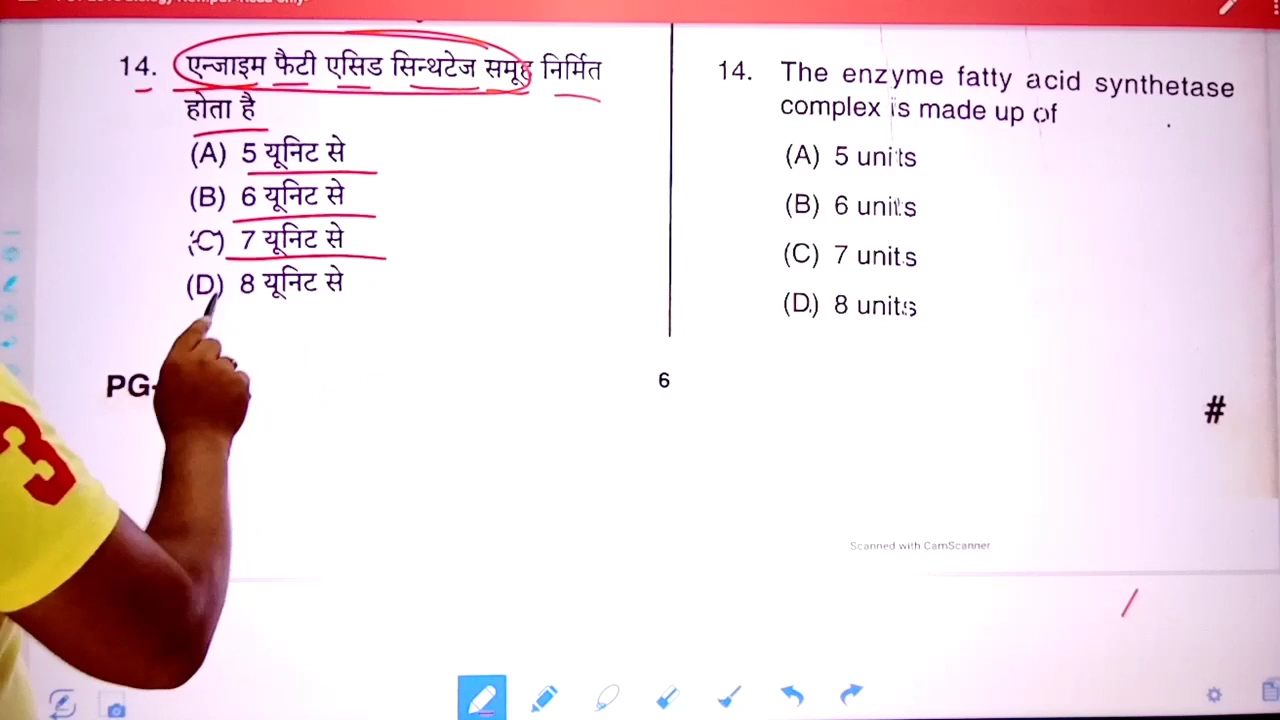 14. एन्जाइम फैटी एसिड सिन्थटेज समूह निर्मित
होता है
(A) 5 यूनिट से
(B) 6 यूनिट से
(C) 7 यूनिट से
(D) 8 यूनिट से
14. The enzyme fatty acid synthetase
complex is made up of
(A) 5 units
(B) 6 units
(C) 7 units
(D) 8 units
PG-
6
#
Scanned with CamScanner